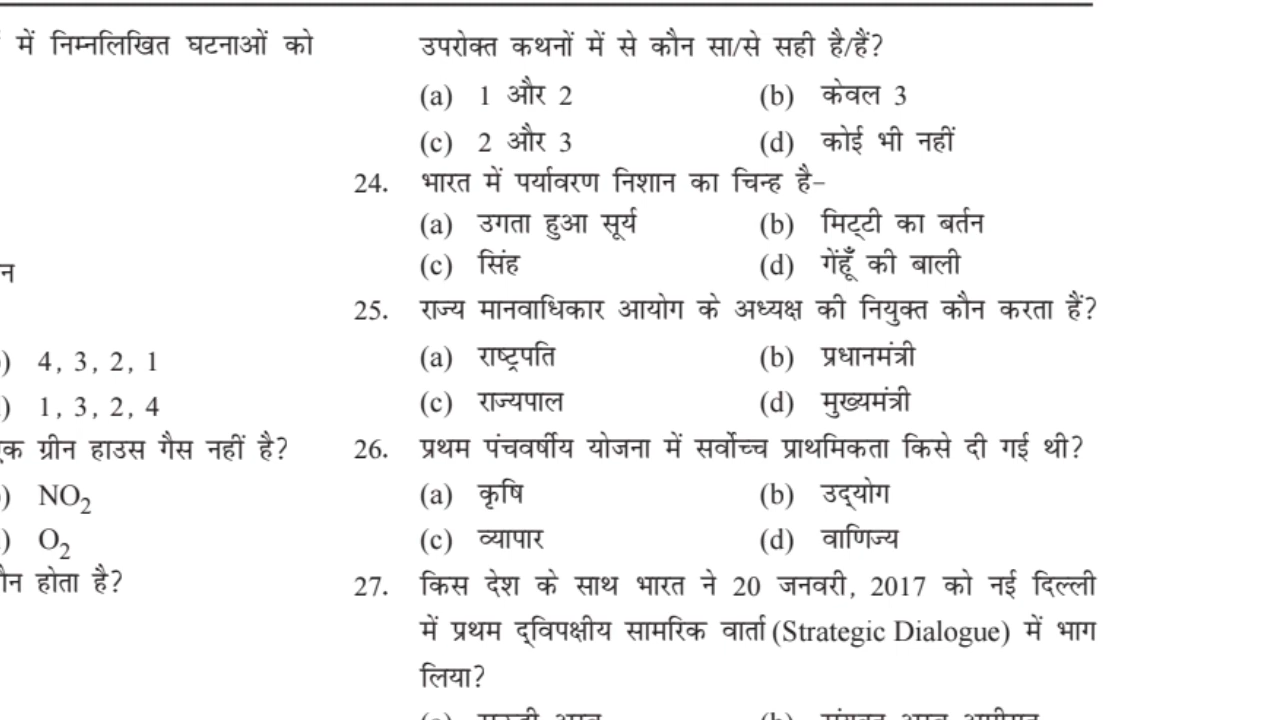 में निम्नलिखित घटनाओं को
न
4, 3, 2, 1
1, 3, 2, 4
ग्रीन हाउस गैस नहीं है?
NO2
O2
होता है?
उपरोक्त कथनों में से कौन सा/से सही है/हैं?
(a) 1 और 2 (b) केवल 3
(c) 2 और 3 (d) कोई भी नहीं
24. भारत में पर्यावरण निशान का चिन्ह है-
(a) उगता हुआ सूर्य (b) मिट्टी का बर्तन
(c) सिंह (d) गेंहूँ की बाली
25. राज्य मानवाधिकार आयोग के अध्यक्ष की नियुक्त कौन करता हैं?
(a) राष्ट्रपति (b) प्रधानमंत्री
(c) राज्यपाल (d) मुख्यमंत्री
26. प्रथम पंचवर्षीय योजना में सर्वोच्च प्राथमिकता किसे दी गई थी?
(a) कृषि (b) उद्योग
(c) व्यापार (d) वाणिज्य
27. किस देश के साथ भारत ने 20 जनवरी, 2017 को नई दिल्ली
में प्रथम द्विपक्षीय सामरिक वार्ता (Strategic Dialogue) में भाग
लिया?